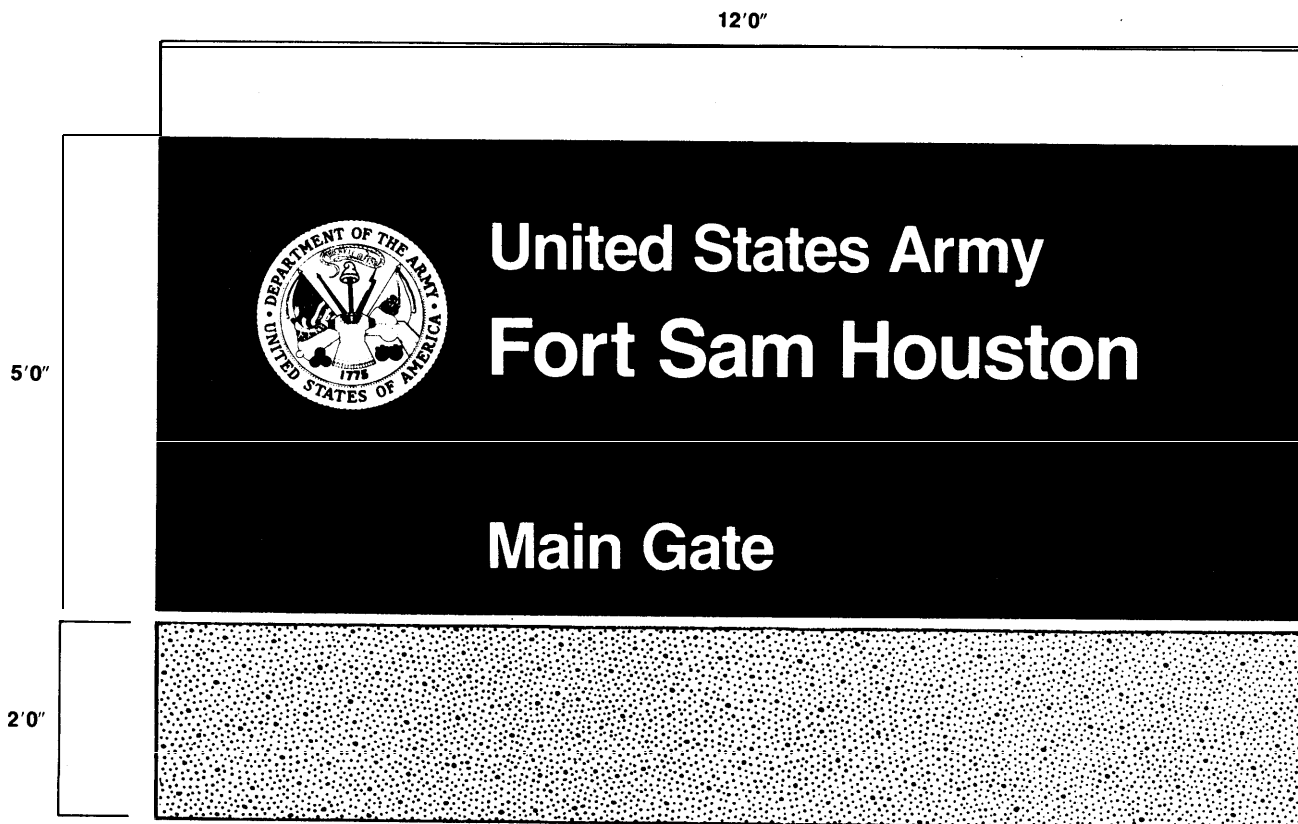 12'0"
DEPARTMENT OF THE ARMY
• UNITED STATES OF AMERICA •
1775
United States Army
Fort Sam Houston
5'0"
Main Gate
2'0"